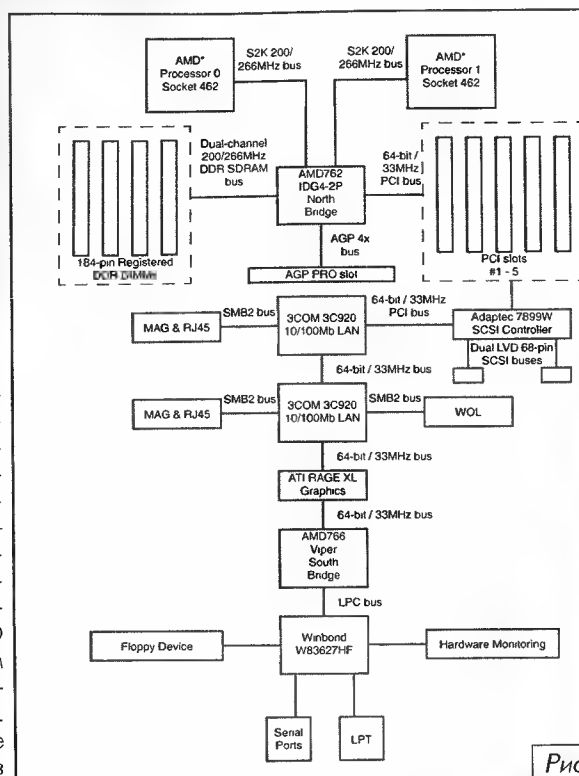 S2K 200/
266MHz bus
S2K 200/
266MHz bus
AMD*
Processor 0
Socket 462
AMD*
Processor 1
Socket 462
Dual-channel
200/266MHz
DDR SDRAM
bus
AMD762
IDG4-2P
North
Bridge
64-bit /
33MHz
PCI bus
184-pin Registered
DDR DIMMs
AGP 4x
bus
PCI slots
#1 - 5
AGP PRO slot
MAG & RJ45
SMB2 bus
3COM 3C920
10/100Mb LAN
64-bit / 33MHz
PCI bus
Adaptec 7899W
SCSI Controller
Dual LVD 68-pin
SCSI buses
64-bit / 33MHz bus
MAG & RJ45
SMB2 bus
3COM 3C920
10/100Mb LAN
SMB2 bus
WOL
64-bit / 33MHz bus
ATI RAGE XL
Graphics
64-bit / 33MHz bus
AMD766
Viper
South
Bridge
LPC bus
Floppy Device
Winbond
W83627HF
Hardware Monitoring
Serial
Ports
LPT
Рис